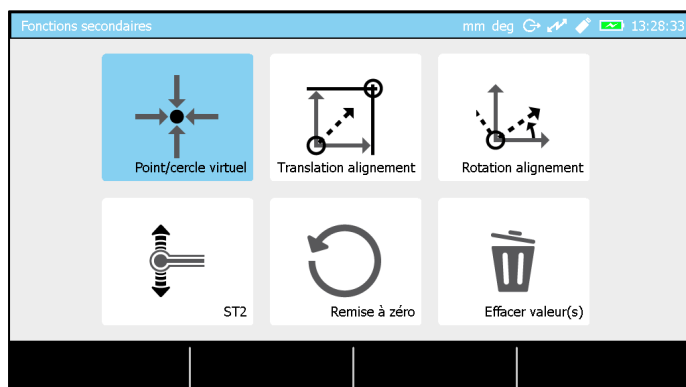 Fonctions secondaires mm deg 13:28:33
Point/cercle virtuel Translation alignement Rotation alignement
ST2 Remise à zéro Effacer valeur(s)